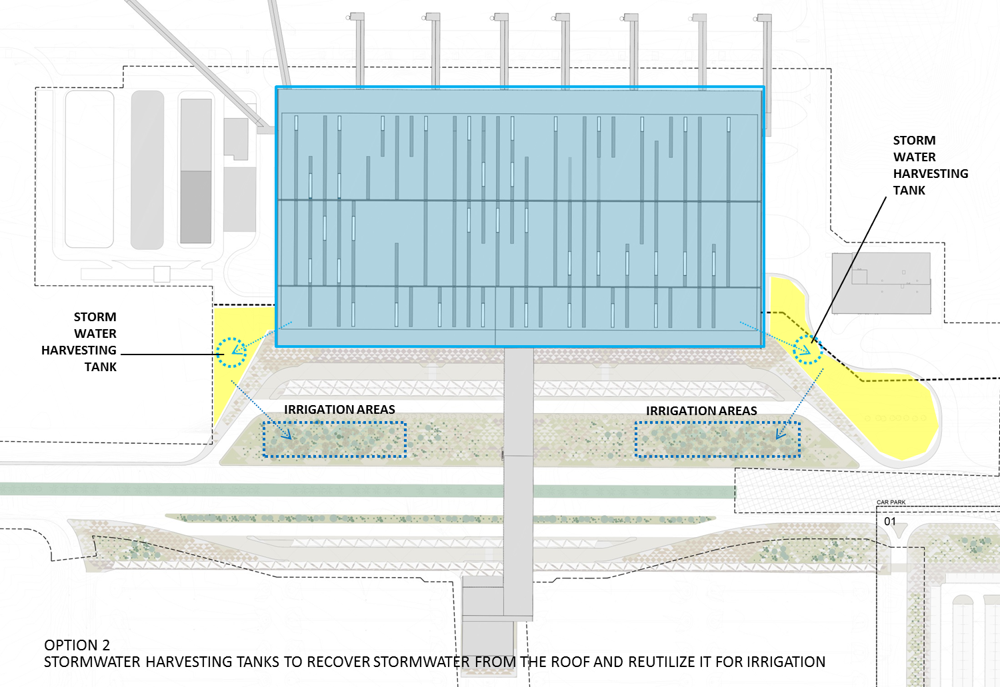 STORM
WATER
HARVESTING
TANK
STORM
WATER
HARVESTING
TANK
IRRIGATION AREAS
IRRIGATION AREAS
CAR PARK
01
OPTION 2
STORMWATER HARVESTING TANKS TO RECOVER STORMWATER FROM THE ROOF AND REUTILIZE IT FOR IRRIGATION